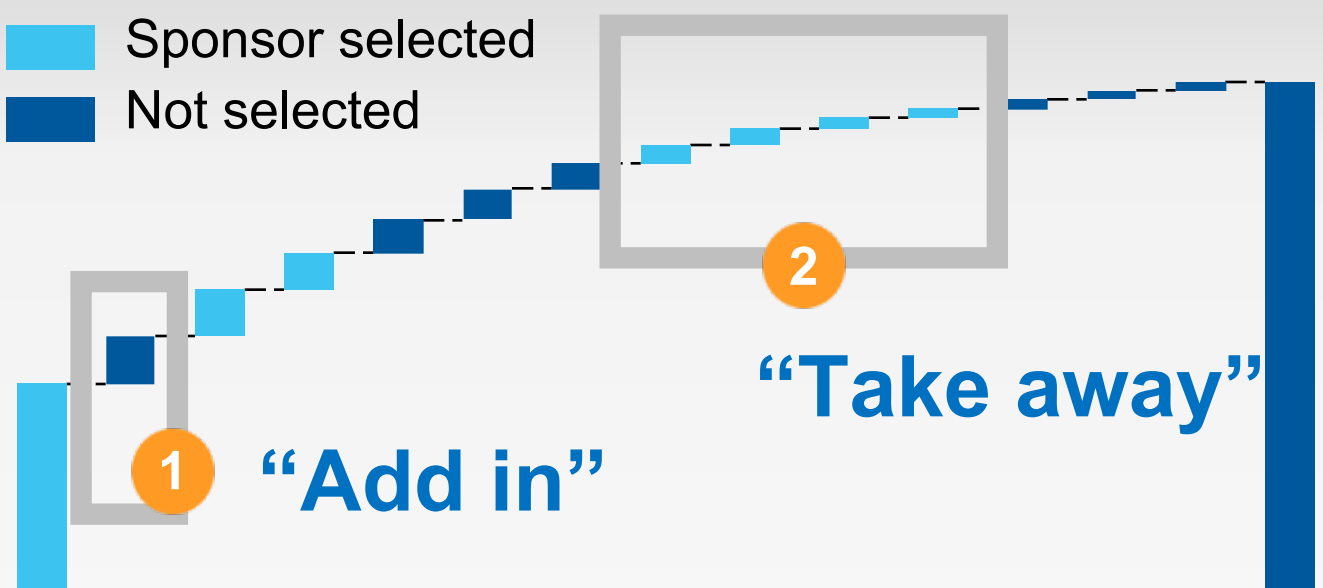 Sponsor selected
Not selected
2
“Take away”
1
“Add in”